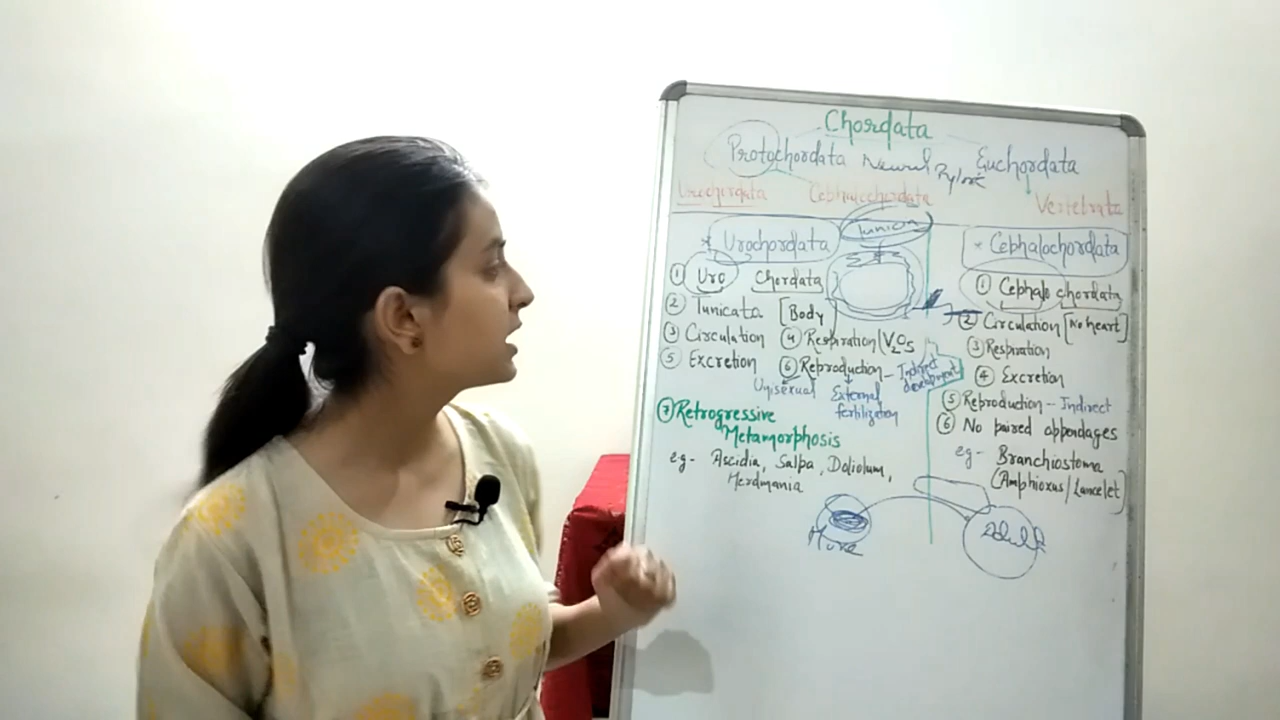 Chordata
Protochordata Neural Euchordata
Urochordata Cephalochordata Vertebrata
* Urochordata
① Uro Chordata
② Tunicata [Body
③ Circulation ④ Respiration/V₂O₅
⑤ Excretion ⑥ Reproduction - Indirect development
Unisexual External fertilization
⑦ Retrogressive
Metamorphosis
eg- Ascidia, Salpa, Doliolum,
Herdmania
Tunicin
* Cephalochordata
① Cephalo chordata
② Circulation [No heart]
③ Respiration
④ Excretion
⑤ Reproduction - Indirect
⑥ No paired appendages
eg- Branchiostoma
(Amphioxus/Lancelet]
Adult